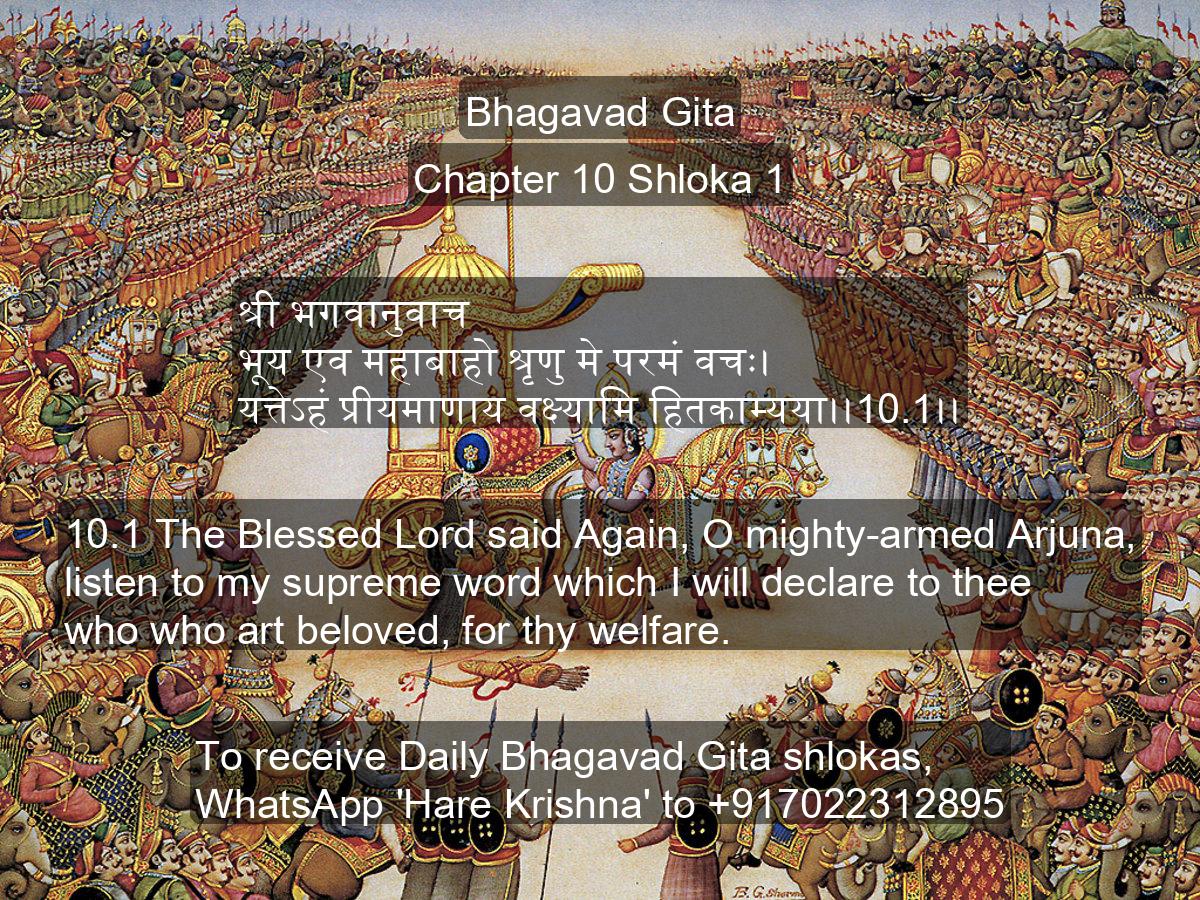 Bhagavad Gita
Chapter 10 Shloka 1
श्री भगवानुवाच
भूय एव महाबाहो श्रृणु मे परमं वचः।
यत्तेऽहं प्रीयमाणाय वक्ष्यामि हितकाम्यया।।10.1।।
10.1 The Blessed Lord said Again, O mighty-armed Arjuna,
listen to my supreme word which I will declare to thee
who who art beloved, for thy welfare.
To receive Daily Bhagavad Gita shlokas,
WhatsApp 'Hare Krishna' to +917022312895
B.G. Sharma